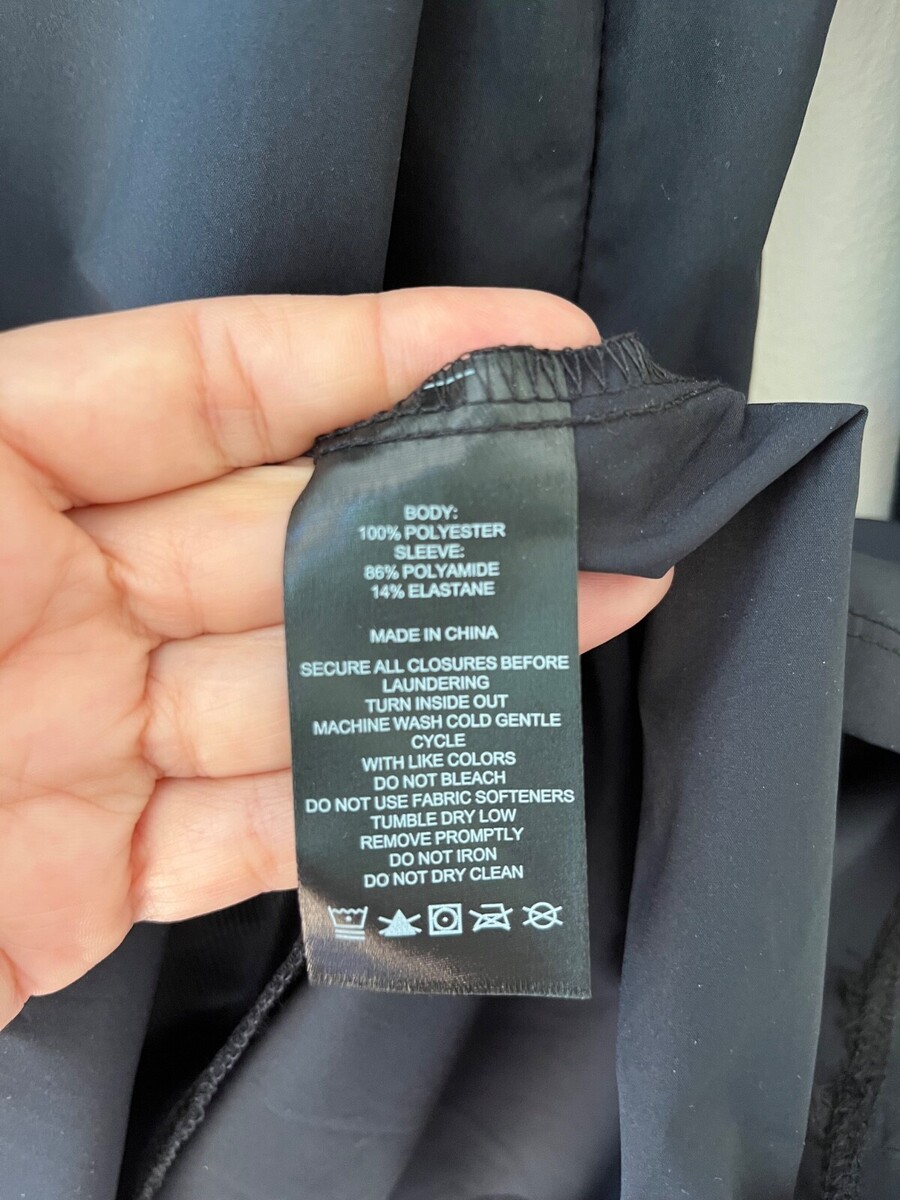 BODY:
100% POLYESTER
SLEEVE:
86% POLYAMIDE
14% ELASTANE
MADE IN CHINA
SECURE ALL CLOSURES BEFORE
LAUNDERING
TURN INSIDE OUT
MACHINE WASH COLD GENTLE
CYCLE
WITH LIKE COLORS
DO NOT BLEACH
DO NOT USE FABRIC SOFTENERS
TUMBLE DRY LOW
REMOVE PROMPTLY
DO NOT IRON
DO NOT DRY CLEAN